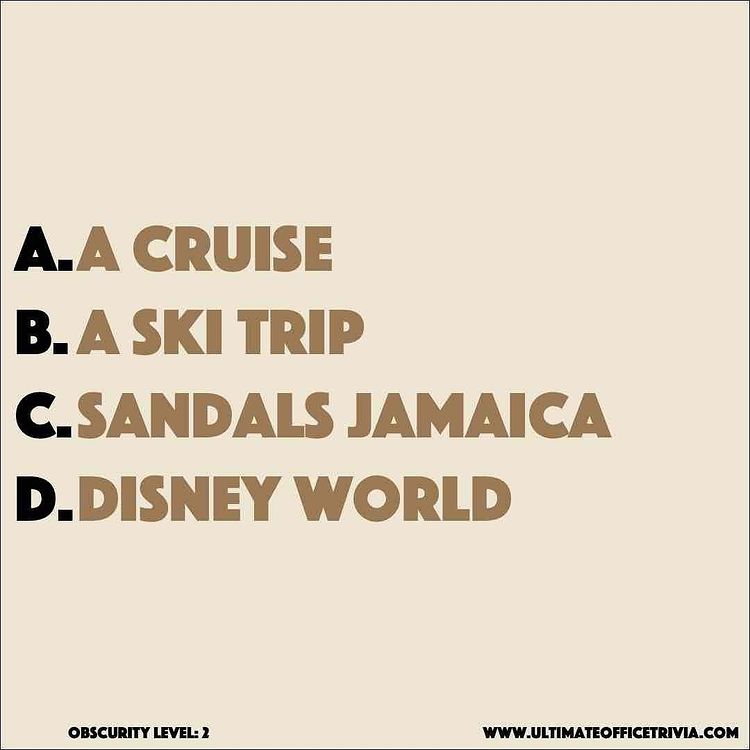 A. A CRUISE
B. A SKI TRIP
C. SANDALS JAMAICA
D. DISNEY WORLD
OBSCURITY LEVEL: 2
WWW.ULTIMATEOFFICETRIVIA.COM